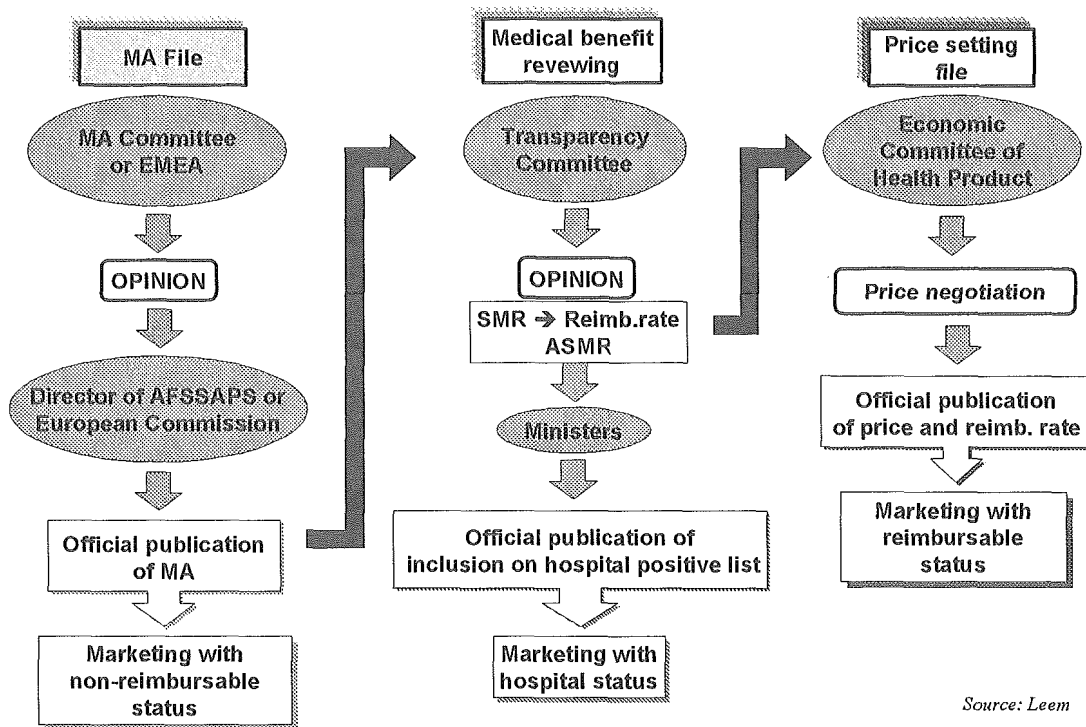 MA File
MA Committee
or EMEA
OPINION
Director of AFSSAPS or
European Commission
Official publication
of MA
Marketing with
non-reimbursable
status
Medical benefit
revewing
Transparency
Committee
OPINION
SMR ➔ Reimb.rate
ASMR
Ministers
Official publication of
inclusion on hospital positive list
Marketing with
hospital status
Price setting
file
Economic
Committee of
Health Product
Price negotiation
Official publication
of price and reimb. rate
Marketing with
reimbursable
status
Source: Leem